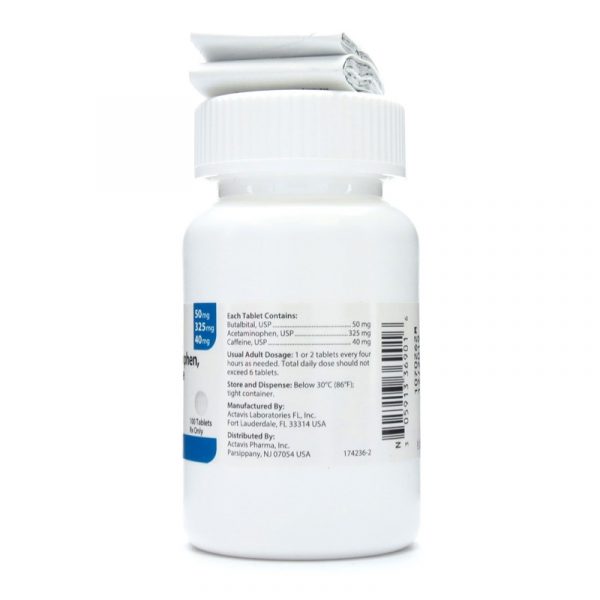 50mg
325mg
40mg
phen,
100 Tablets
Rx Only
Each Tablet Contains:
Butalbital, USP ........ 50 mg
Acetaminophen, USP ........ 325 mg
Caffeine, USP ........ 40 mg
Usual Adult Dosage: 1 or 2 tablets every four
hours as needed. Total daily dose should not
exceed 6 tablets.
Store and Dispense: Below 30°C (86°F);
tight container.
Manufactured By:
Actavis Laboratories FL, Inc.
Fort Lauderdale, FL 33314 USA
Distributed By:
Actavis Pharma, Inc.
Parsippany, NJ 07054 USA
174236-2
N
05913 36901 6